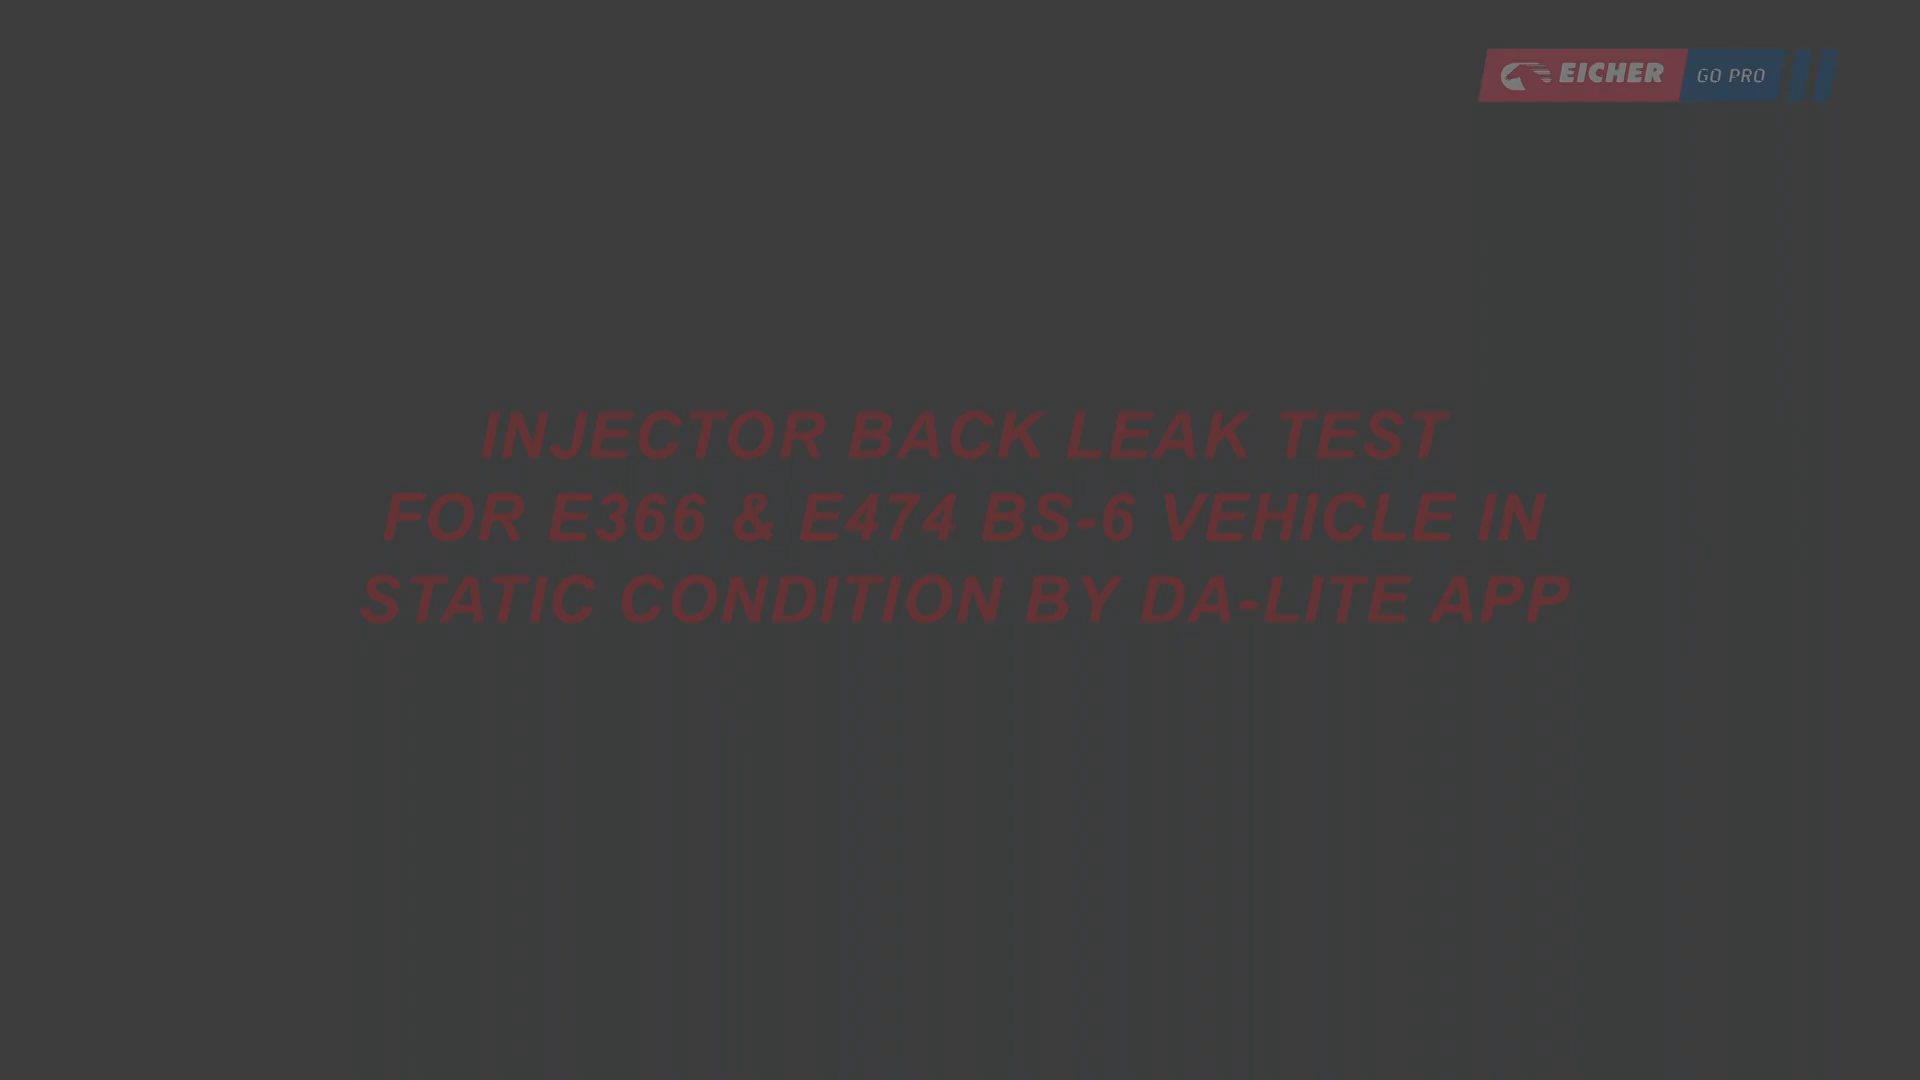 EICHER GO PRO
INJECTOR BACK LEAK TEST
FOR E366 & E474 BS-6 VEHICLE IN
STATIC CONDITION BY DA-LITE APP